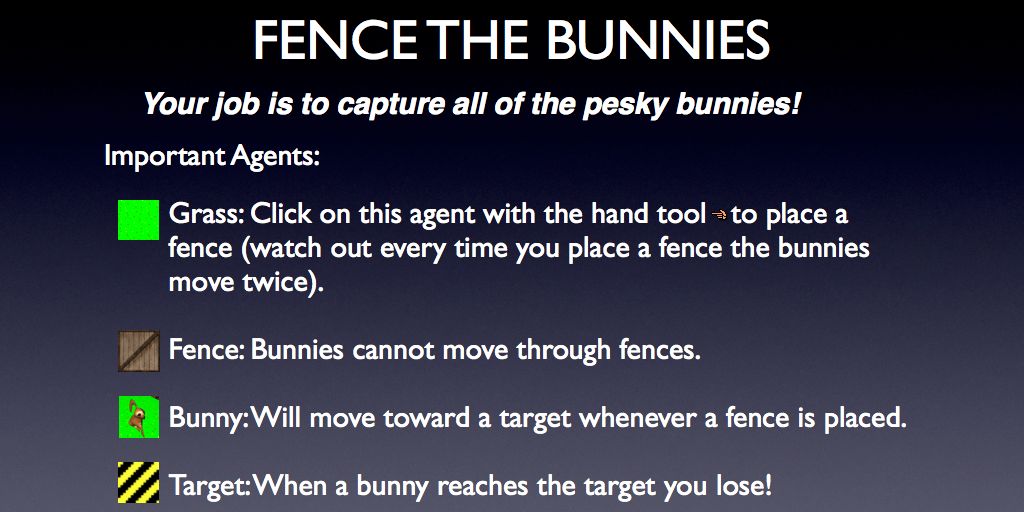 FENCE THE BUNNIES
Your job is to capture all of the pesky bunnies!
Important Agents:
Grass: Click on this agent with the hand tool to place a
fence (watch out every time you place a fence the bunnies
move twice).
Fence: Bunnies cannot move through fences.
Bunny: Will move toward a target whenever a fence is placed.
Target: When a bunny reaches the target you lose!